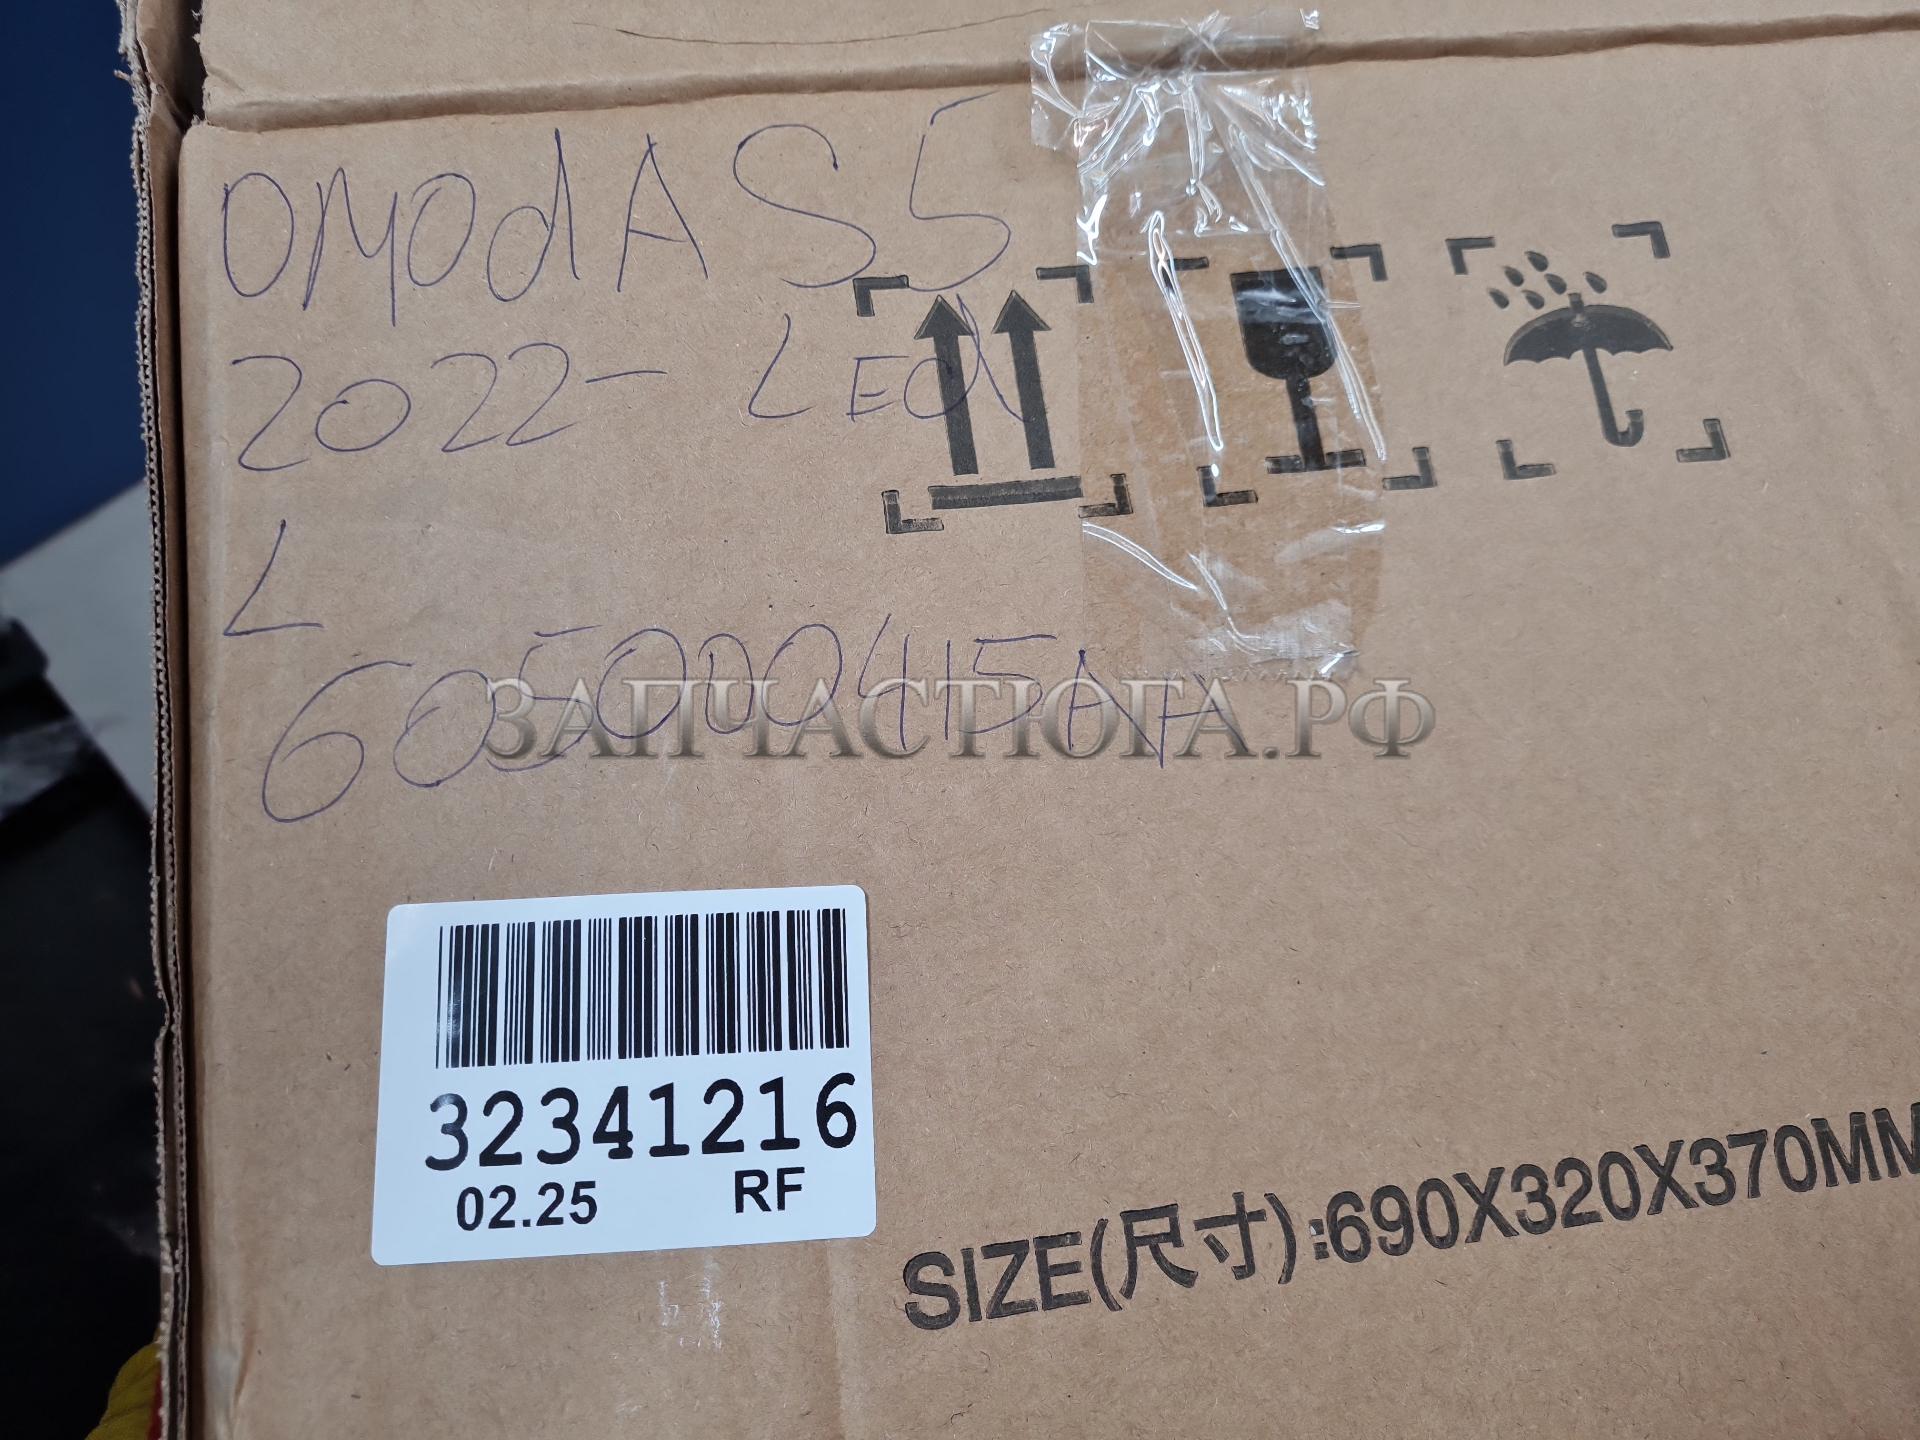 OMOdA S5
2022- LEd
L
605000415AA
ЗАПЧАСТЮГА.РФ
32341216
02.25 RF
SIZE(尺寸):690X320X370MM